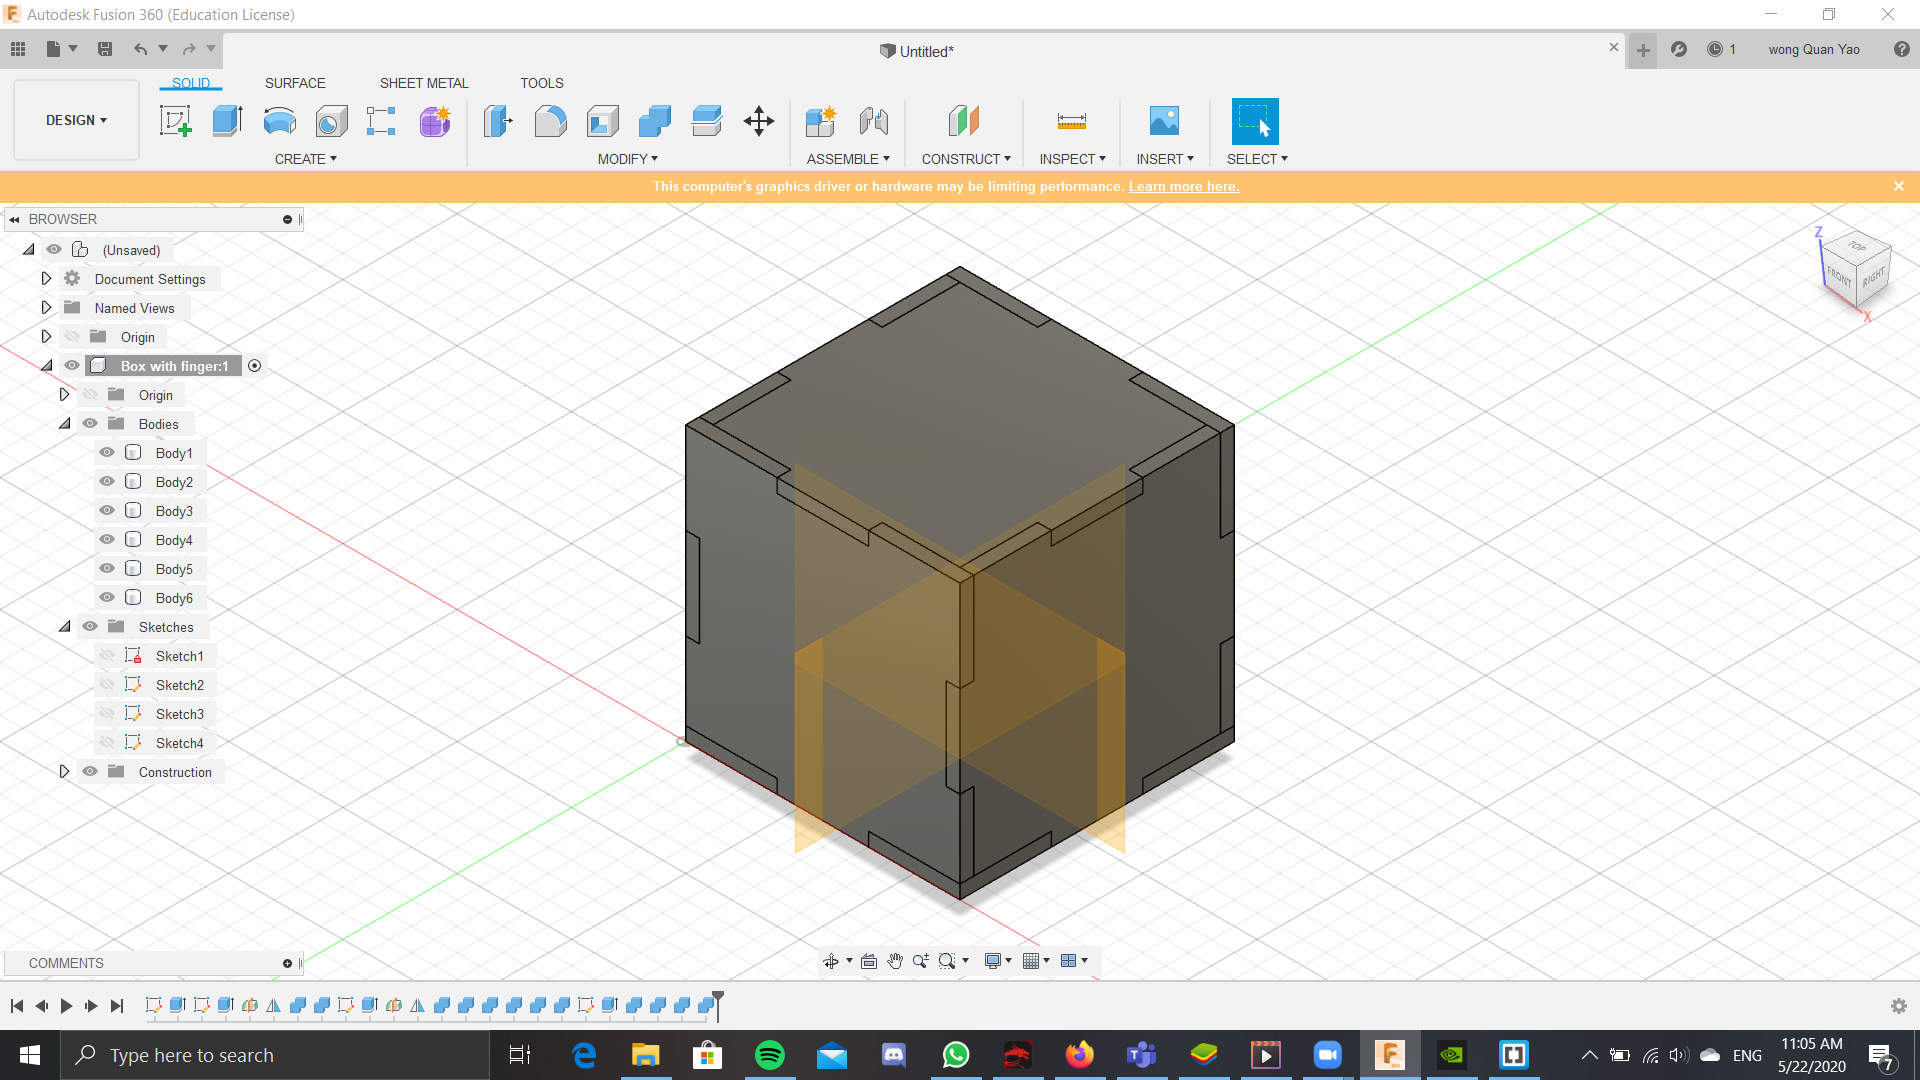 Autodesk Fusion 360 (Education License)
Untitled*
1
wong Quan Yao
SOLID
SURFACE
SHEET METAL
TOOLS
DESIGN
CREATE
MODIFY
ASSEMBLE
CONSTRUCT
INSPECT
INSERT
SELECT
This computer's graphics driver or hardware may be limiting performance. Learn more here.
BROWSER
(Unsaved)
Document Settings
Named Views
Origin
Box with finger:1
Origin
Bodies
Body1
Body2
Body3
Body4
Body5
Body6
Sketches
Sketch1
Sketch2
Sketch3
Sketch4
Construction
Z
TOP
FRONT
RIGHT
X
COMMENTS
Type here to search
ENG
11:05 AM
5/22/2020
7